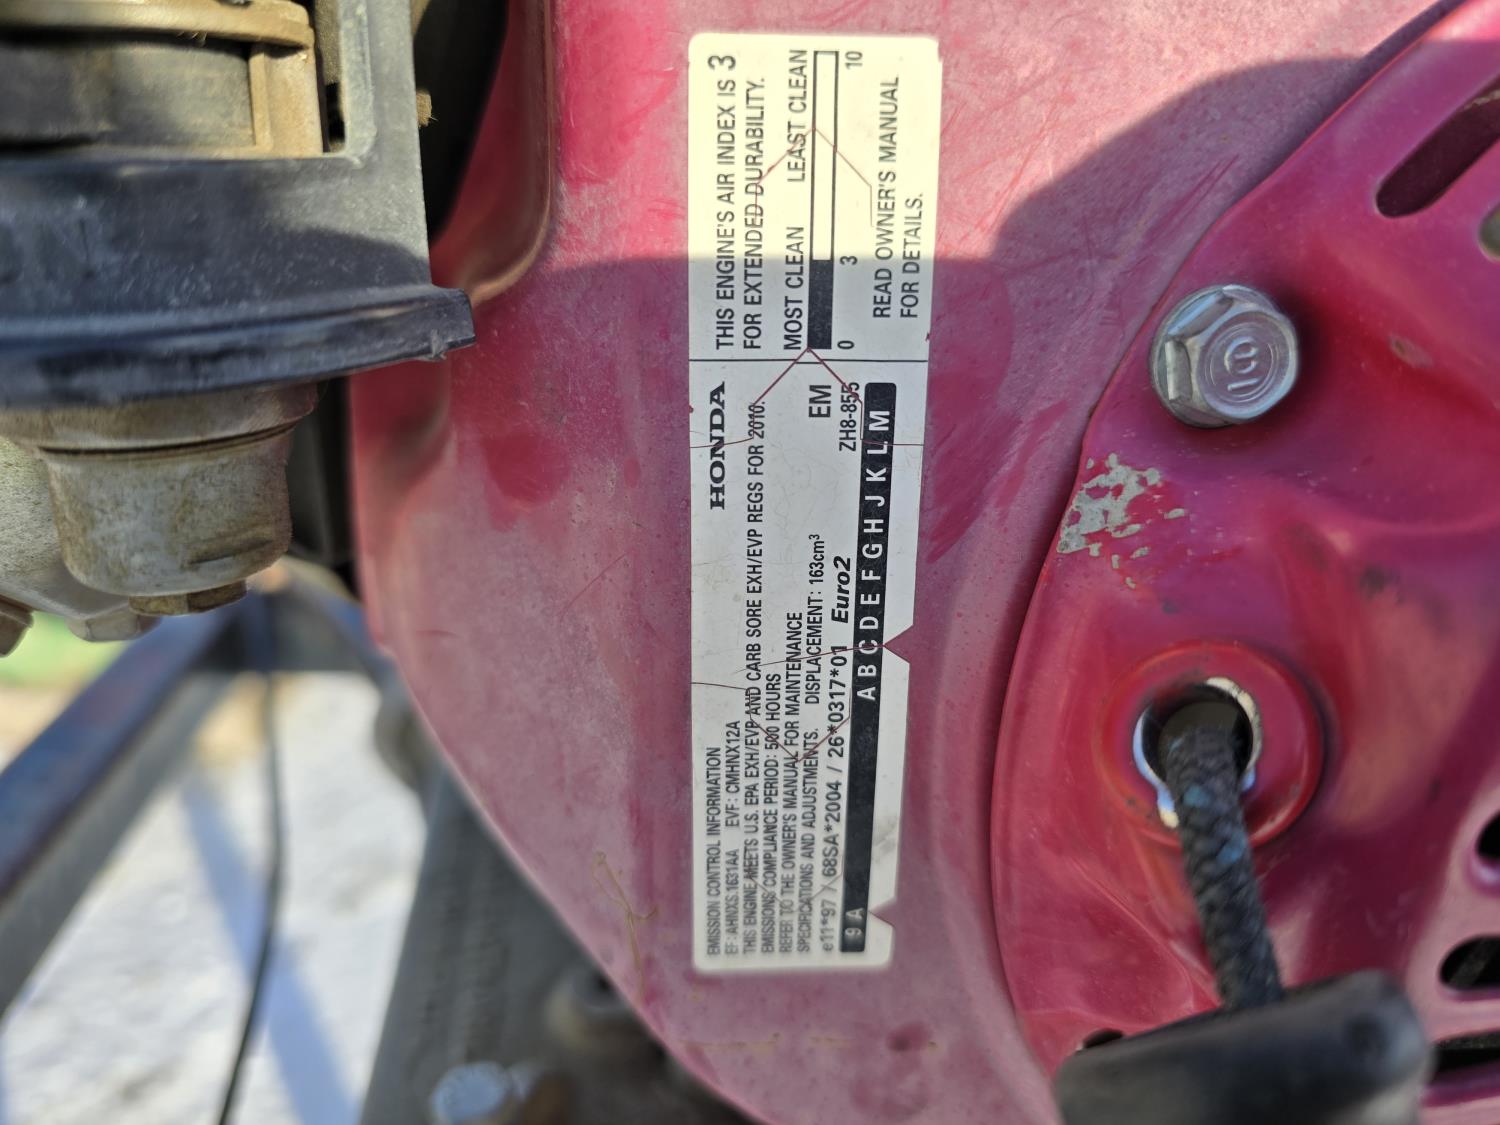 THIS ENGINE'S AIR INDEX IS 3
FOR EXTENDED DURABILITY.
MOST CLEAN LEAST CLEAN
0 3 10
READ OWNER'S MANUAL
FOR DETAILS.
HONDA
EMISSION CONTROL INFORMATION
EF: AHNXS.1631AA EVF: CMHNX12A
THIS ENGINE MEETS U.S. EPA EXH/EVP AND CARB SORE EXH/EVP REGS FOR 2010.
EMISSIONS COMPLIANCE PERIOD: 500 HOURS
REFER TO THE OWNER'S MANUAL FOR MAINTENANCE
SPECIFICATIONS AND ADJUSTMENTS. DISPLACEMENT: 163cm³ EM
e11*97 / 68SA*2004 / 26*0317*01 Euro2 ZH8-855
9 A A B C D E F G H J K L M